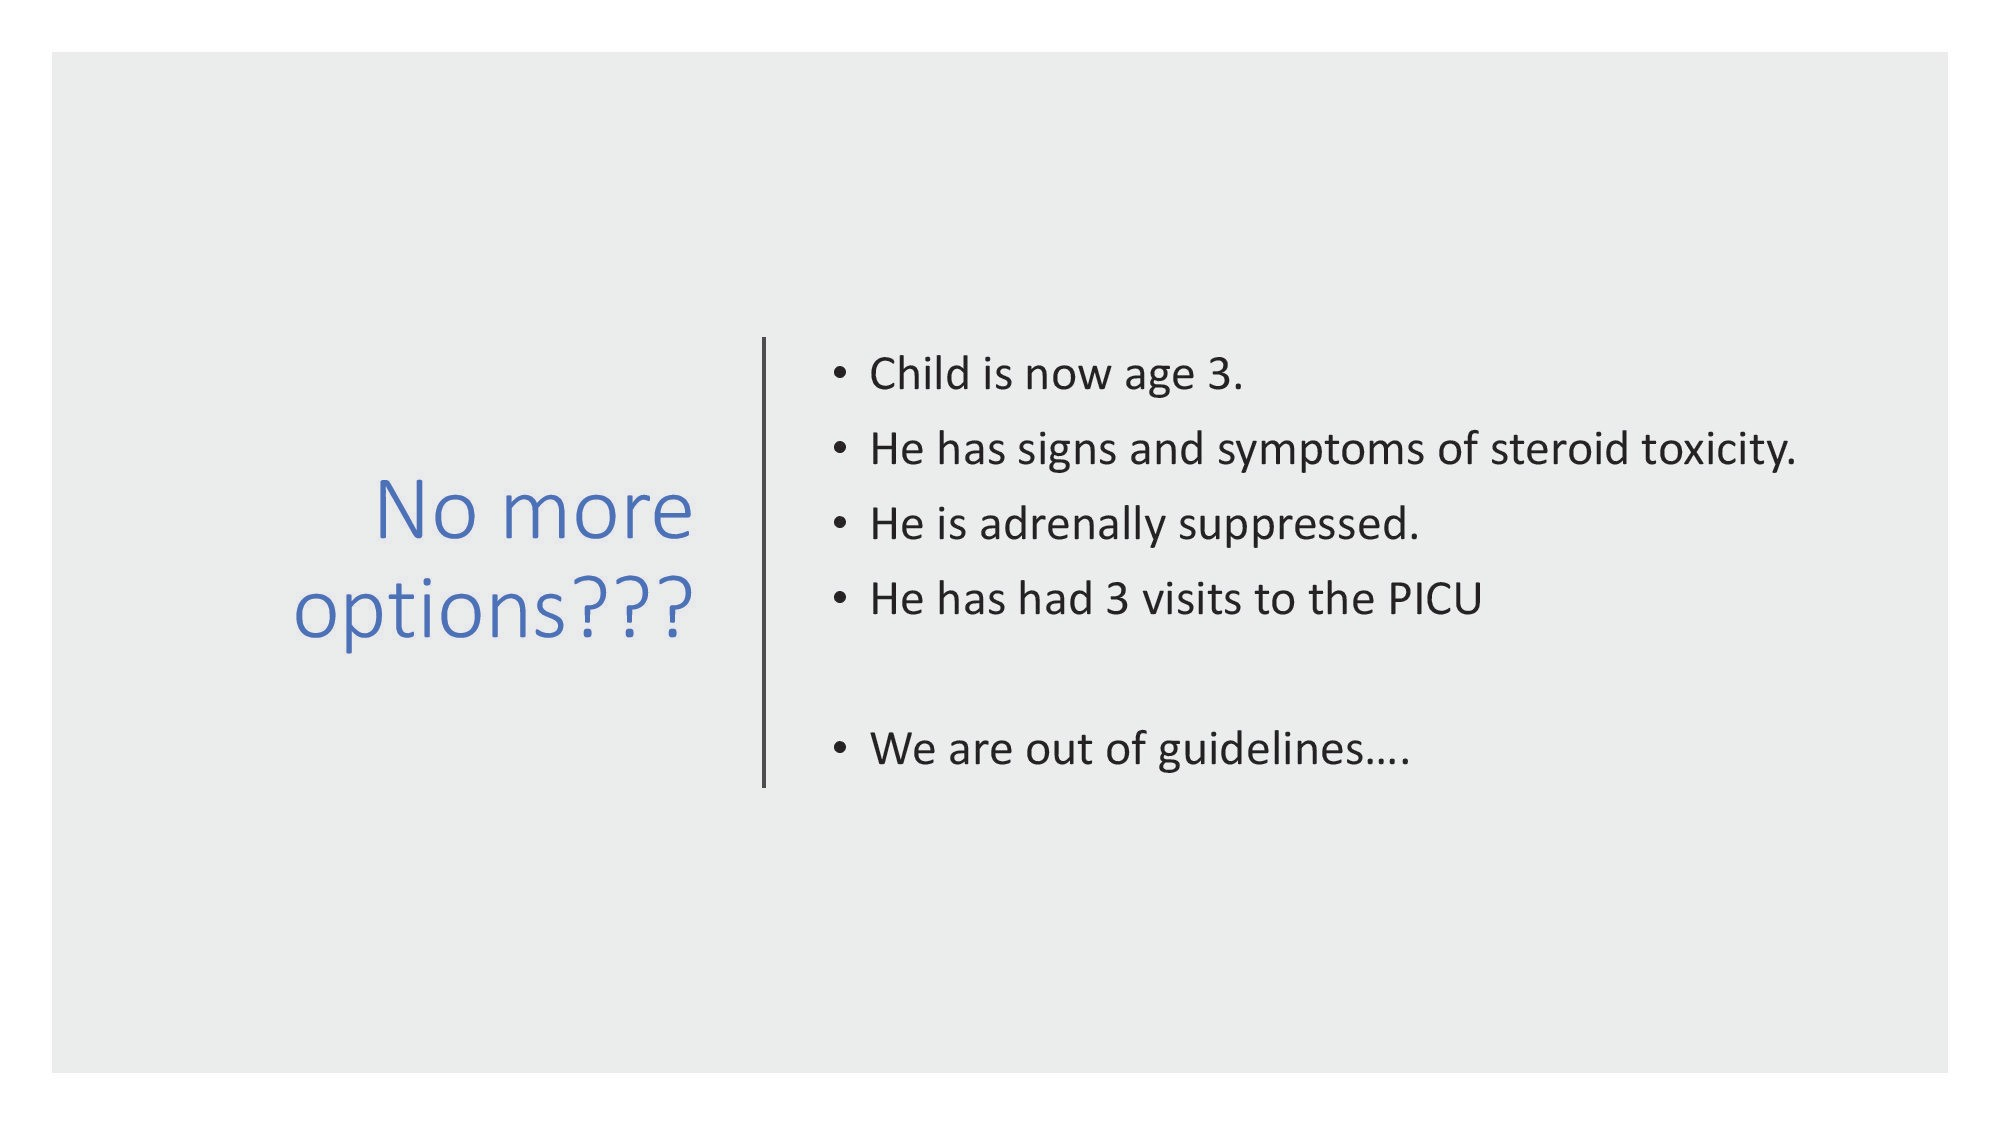 No more
options???
• Child is now age 3.
• He has signs and symptoms of steroid toxicity.
• He is adrenally suppressed.
• He has had 3 visits to the PICU
• We are out of guidelines....